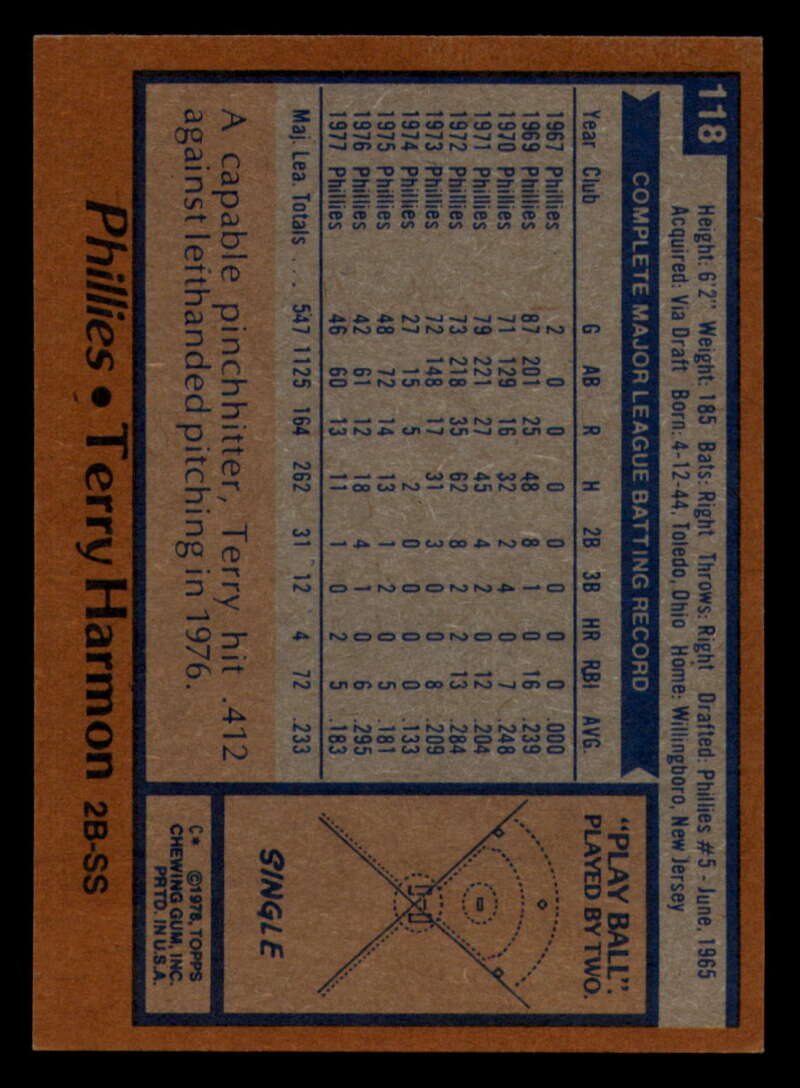 118
Height: 6'2" Weight: 185 Bats: Right Throws: Right Drafted: Phillies #5 - June, 1965
Acquired: Via Draft Born: 4-12-44, Toledo, Ohio Home: Willingboro, New Jersey
COMPLETE MAJOR LEAGUE BATTING RECORD
Year Club G AB R H 2B 3B HR RBI AVG.
1967 Phillies 2 0 0 0 0 0 0 0 .000
1969 Phillies 87 201 25 48 8 1 0 16 .239
1970 Phillies 71 129 16 32 2 4 0 7 .248
1971 Phillies 79 221 27 45 4 2 0 12 .204
1972 Phillies 73 218 35 62 8 2 2 13 .284
1973 Phillies 72 148 17 31 3 0 0 8 .209
1974 Phillies 27 15 5 2 0 0 0 0 .133
1975 Phillies 48 72 14 13 1 2 0 5 .181
1976 Phillies 42 61 12 18 4 1 0 6 .295
1977 Phillies 46 60 13 11 1 0 2 5 .183
Maj. Lea. Totals . . . 547 1125 164 262 31 12 4 72 .233
A capable pinchhitter, Terry hit .412
against lefthanded pitching in 1976.
"PLAY BALL":
PLAYED BY TWO.
SINGLE
C* ©1978, TOPPS
CHEWING GUM, INC.
PRTD. IN U.S.A.
Phillies • Terry Harmon 2B-SS